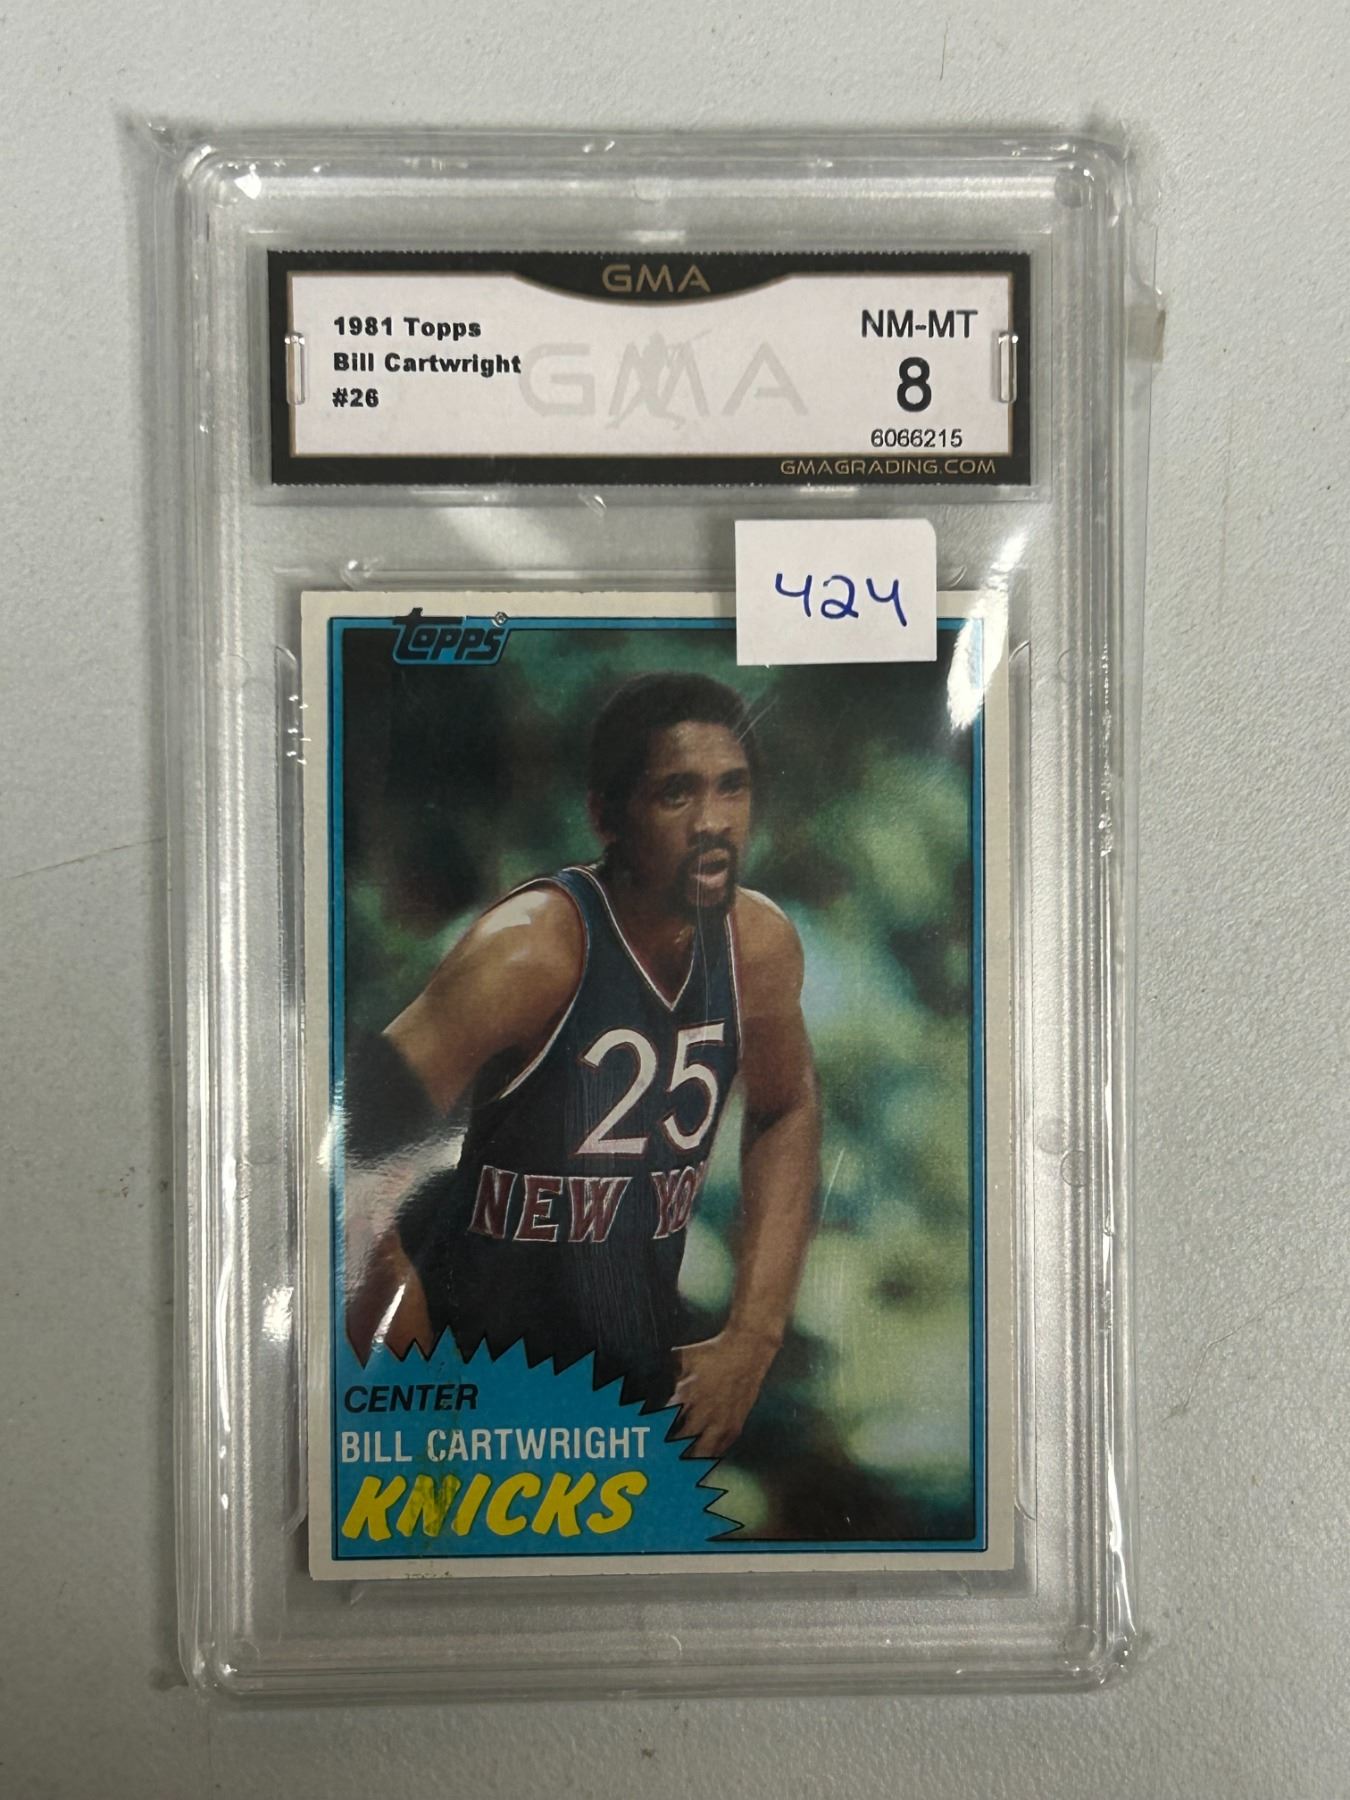 GMA
1981 Topps
Bill Cartwright
#26
GMA
NM-MT
8
6066215
GMAGRADING.COM
424
topps®
25
NEW YO
CENTER
BILL CARTWRIGHT
KNICKS